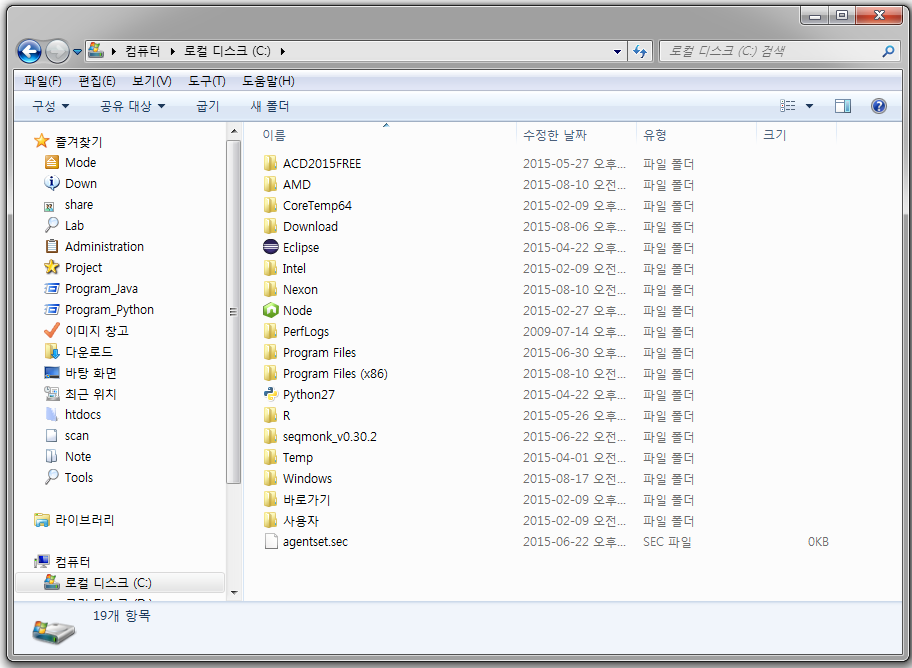 컴퓨터 로컬 디스크 (C:) 로컬 디스크 (C:) 검색
파일(F) 편집(E) 보기(V) 도구(T) 도움말(H)
구성 공유 대상 굽기 새 폴더
즐겨찾기
Mode
Down
share
Lab
Administration
Project
Program_Java
Program_Python
이미지 창고
다운로드
바탕 화면
최근 위치
htdocs
scan
Note
Tools
라이브러리
컴퓨터
로컬 디스크 (C:)
이름 수정한 날짜 유형 크기
ACD2015FREE 2015-05-27 오후... 파일 폴더
AMD 2015-08-10 오전... 파일 폴더
CoreTemp64 2015-02-09 오후... 파일 폴더
Download 2015-08-06 오후... 파일 폴더
Eclipse 2015-04-22 오후... 파일 폴더
Intel 2015-02-09 오전... 파일 폴더
Nexon 2015-08-10 오전... 파일 폴더
Node 2015-02-27 오후... 파일 폴더
PerfLogs 2009-07-14 오후... 파일 폴더
Program Files 2015-06-30 오후... 파일 폴더
Program Files (x86) 2015-08-10 오전... 파일 폴더
Python27 2015-04-22 오후... 파일 폴더
R 2015-05-26 오후... 파일 폴더
seqmonk_v0.30.2 2015-06-22 오전... 파일 폴더
Temp 2015-04-01 오전... 파일 폴더
Windows 2015-08-17 오전... 파일 폴더
바로가기 2015-02-09 오후... 파일 폴더
사용자 2015-02-09 오전... 파일 폴더
agentset.sec 2015-06-22 오후... SEC 파일 0KB
19개 항목